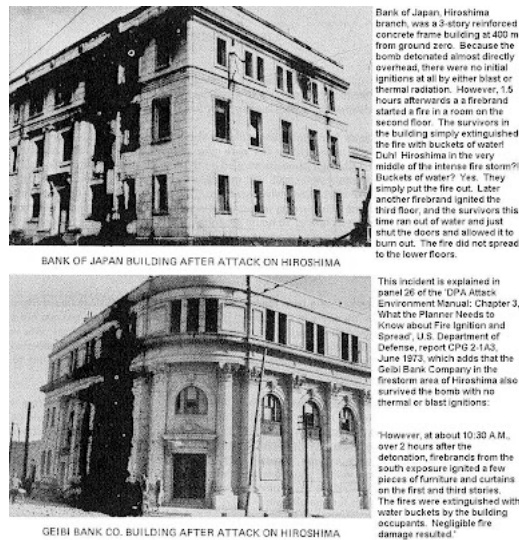 Bank of Japan, Hiroshima
branch, was a 3-story reinforced
concrete frame building at 400 m
from ground zero. Because the
bomb detonated almost directly
overhead, there were no initial
ignitions at all by either blast or
thermal radiation. However, 1.5
hours afterwards a a firebrand
started a fire in a room on the
second floor. The survivors in
the building simply extinguished
the fire with buckets of water!
Duh! Hiroshima in the very
middle of the intense fire storm?!
Buckets of water? Yes. They
simply put the fire out. Later
another firebrand ignited the
third floor, and the survivors this
time ran out of water and just
shut the doors and allowed it to
burn out. The fire did not spread
to the lower floors.
BANK OF JAPAN BUILDING AFTER ATTACK ON HIROSHIMA
This incident is explained in
panel 26 of the 'DPA Attack
Environment Manual: Chapter 3,
What the Planner Needs to
Know about Fire Ignition and
Spread', U.S. Department of
Defense, report CPG 2-1A3,
June 1973, which adds that the
Geibi Bank Company in the
firestorm area of Hiroshima also
survived the bomb with no
thermal or blast ignitions:
'However, at about 10:30 A.M.,
over 2 hours after the
detonation, firebrands from the
south exposure ignited a few
pieces of furniture and curtains
on the first and third stories.
The fires were extinguished with
water buckets by the building
occupants. Negligible fire
damage resulted.'
GEIBI BANK CO. BUILDING AFTER ATTACK ON HIROSHIMA